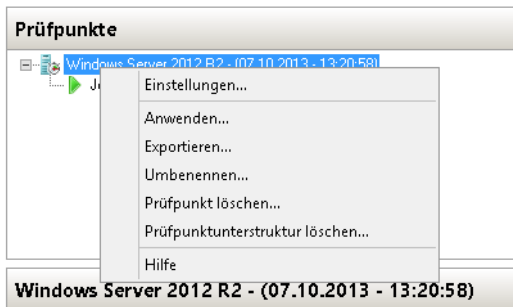 Prüfpunkte
Windows Server 2012 R2 - (07.10.2013 - 13:20:58)
Einstellungen...
Anwenden...
Exportieren...
Umbenennen...
Prüfpunkt löschen...
Prüfpunktunterstruktur löschen...
Hilfe
Windows Server 2012 R2 - (07.10.2013 - 13:20:58)